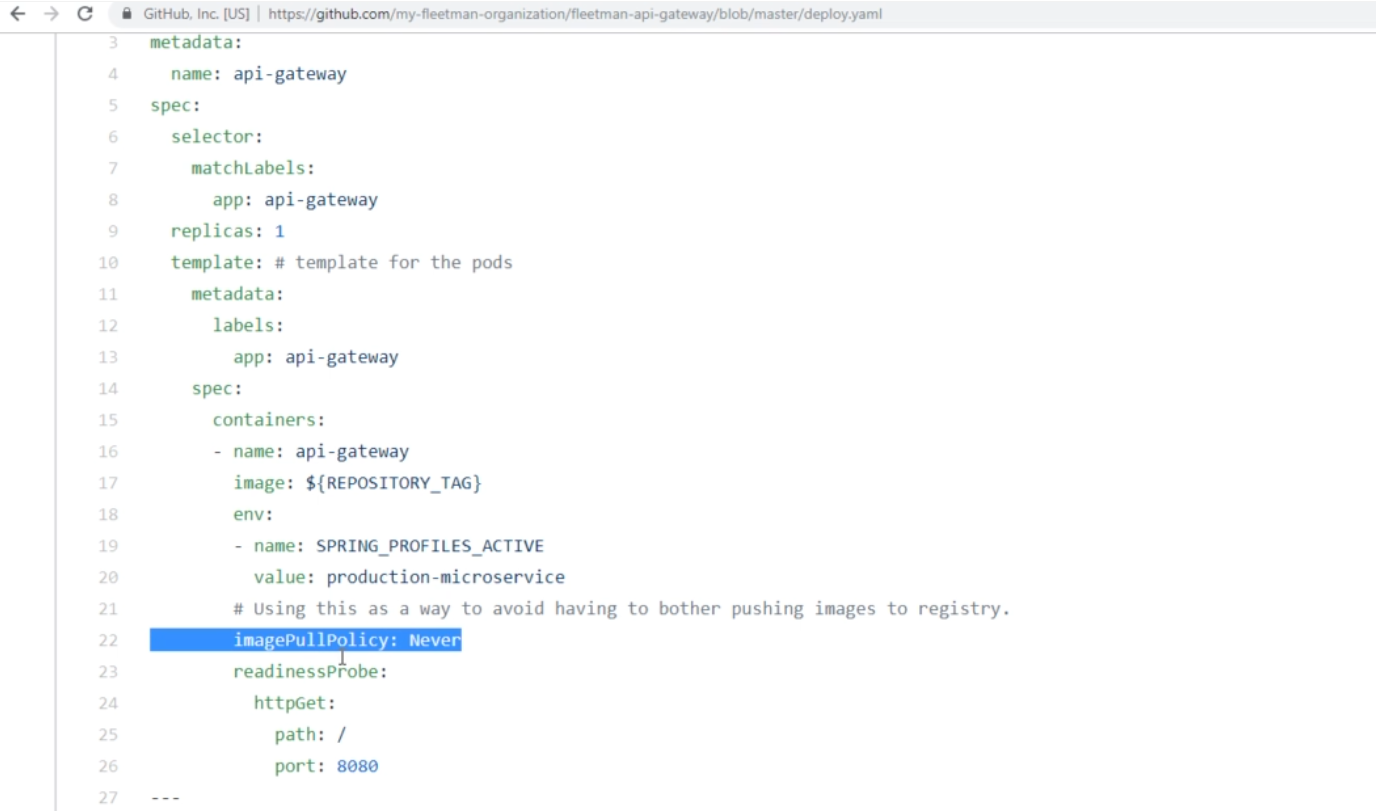 GitHub, Inc. [US] | https://github.com/my-fleetman-organization/fleetman-api-gateway/blob/master/deploy.yaml
3 metadata:
4   name: api-gateway
5 spec:
6   selector:
7     matchLabels:
8       app: api-gateway
9   replicas: 1
10   template: # template for the pods
11     metadata:
12       labels:
13         app: api-gateway
14     spec:
15       containers:
16       - name: api-gateway
17         image: ${REPOSITORY_TAG}
18         env:
19         - name: SPRING_PROFILES_ACTIVE
20           value: production-microservice
21         # Using this as a way to avoid having to bother pushing images to registry.
22         imagePullPolicy: Never
23         readinessProbe:
24           httpGet:
25             path: /
26             port: 8080
27 ---